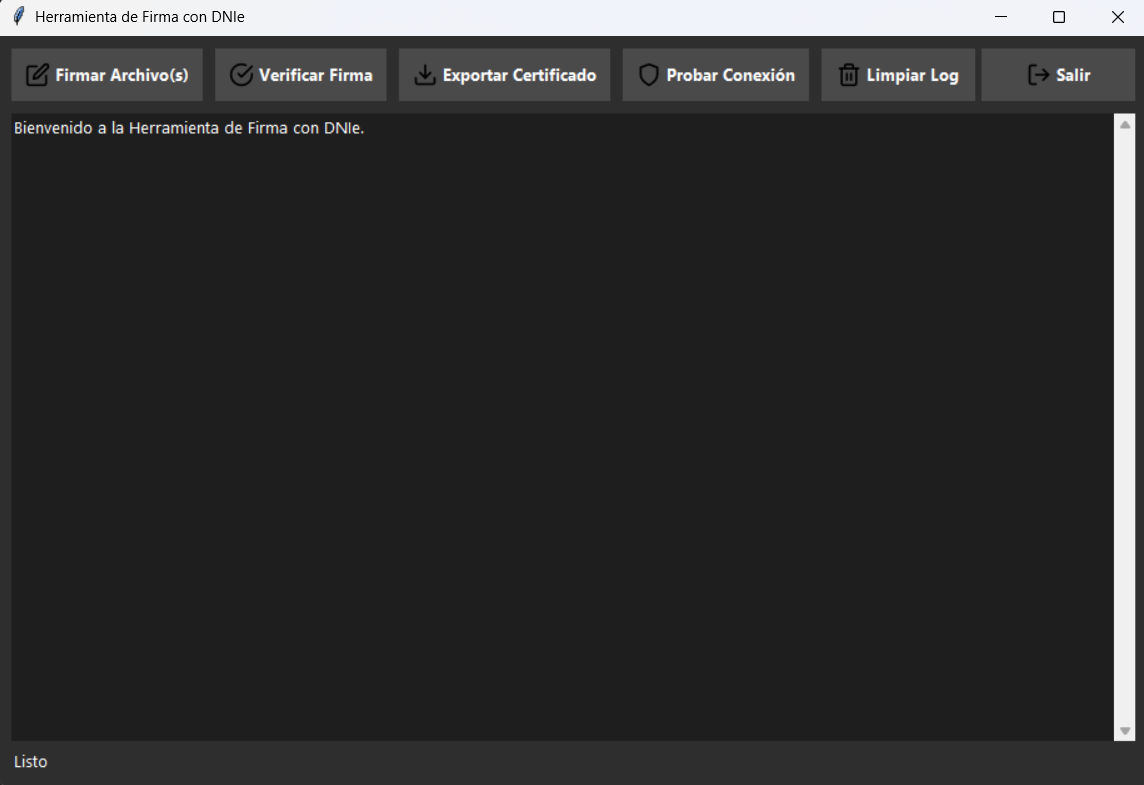 Herramienta de Firma con DNIe
Firmar Archivo(s) Verificar Firma Exportar Certificado Probar Conexión Limpiar Log Salir
Bienvenido a la Herramienta de Firma con DNIe.
Listo